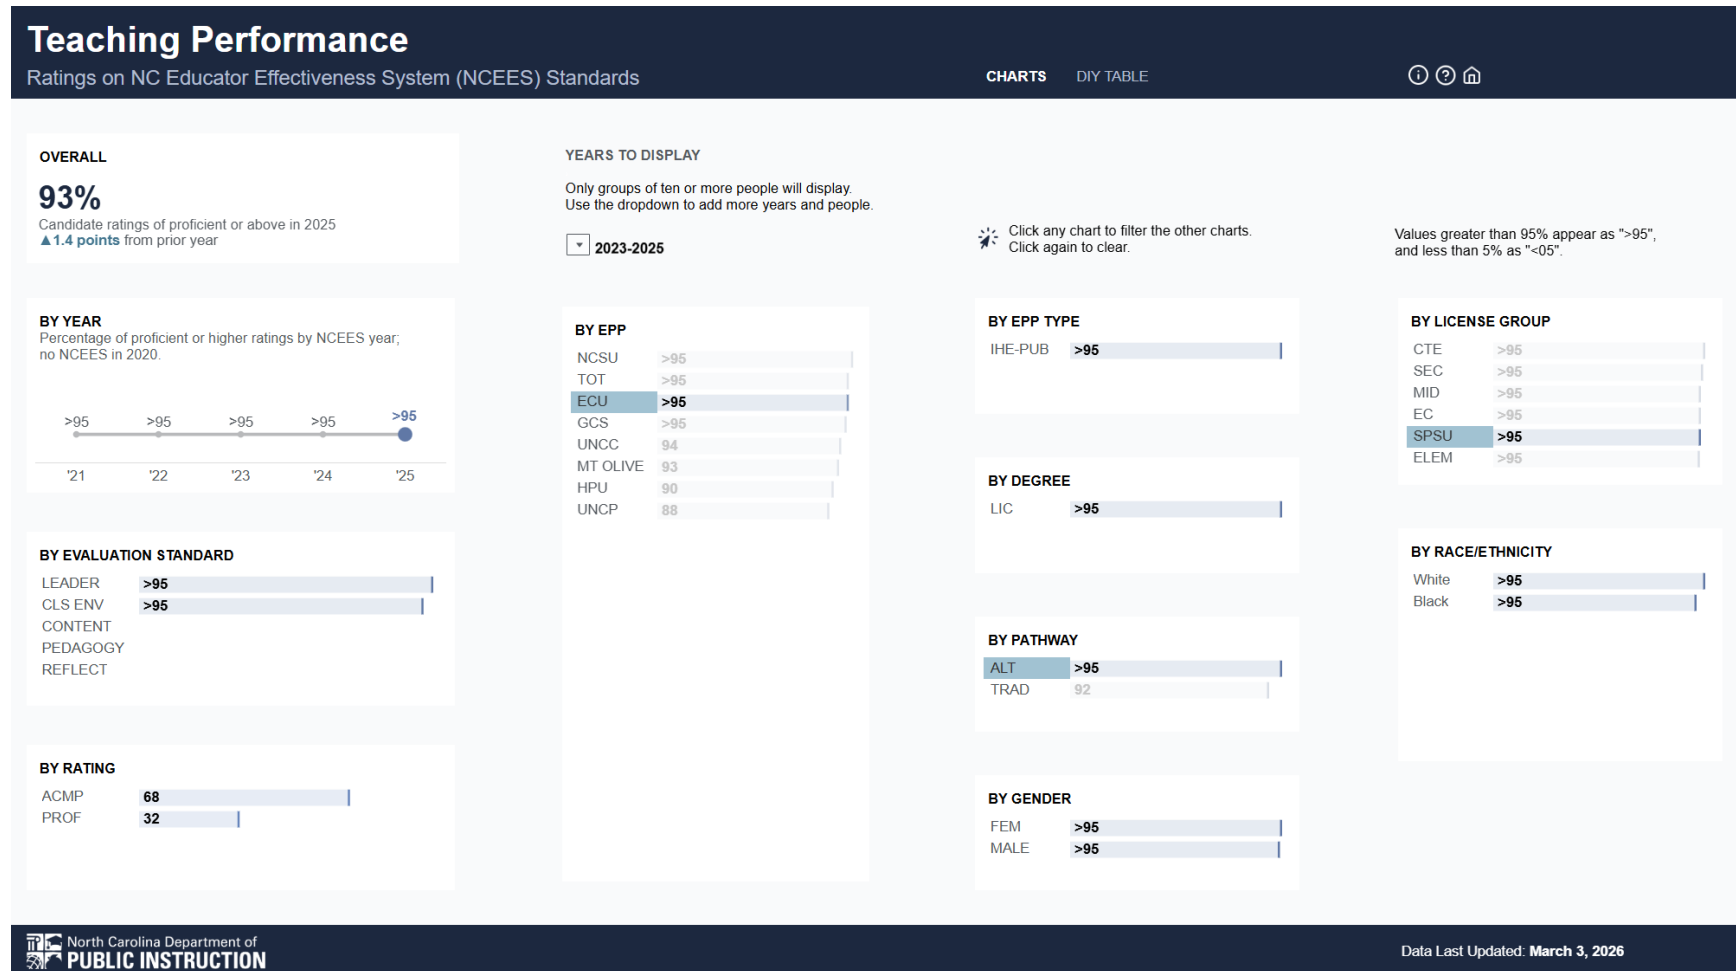 Teaching Performance
Ratings on NC Educator Effectiveness System (NCEES) Standards
CHARTS
DIY TABLE
OVERALL
93%
Candidate ratings of proficient or above in 2025
▲1.4 points from prior year
YEARS TO DISPLAY
Only groups of ten or more people will display.
Use the dropdown to add more years and people.
2023-2025
Click any chart to filter the other charts.
Click again to clear.
Values greater than 95% appear as ">95",
and less than 5% as "<05".
BY YEAR
Percentage of proficient or higher ratings by NCEES year;
no NCEES in 2020.
>95 >95 >95 >95 >95
'21 '22 '23 '24 '25
BY EVALUATION STANDARD
LEADER >95
CLS ENV >95
CONTENT
PEDAGOGY
REFLECT
BY RATING
ACMP 68
PROF 32
BY EPP
NCSU >95
TOT >95
ECU >95
GCS >95
UNCC 94
MT OLIVE 93
HPU 90
UNCP 88
BY EPP TYPE
IHE-PUB >95
BY DEGREE
LIC >95
BY PATHWAY
ALT >95
TRAD 92
BY GENDER
FEM >95
MALE >95
BY LICENSE GROUP
CTE >95
SEC >95
MID >95
EC >95
SPSU >95
ELEM >95
BY RACE/ETHNICITY
White >95
Black >95
North Carolina Department of
PUBLIC INSTRUCTION
Data Last Updated: March 3, 2026